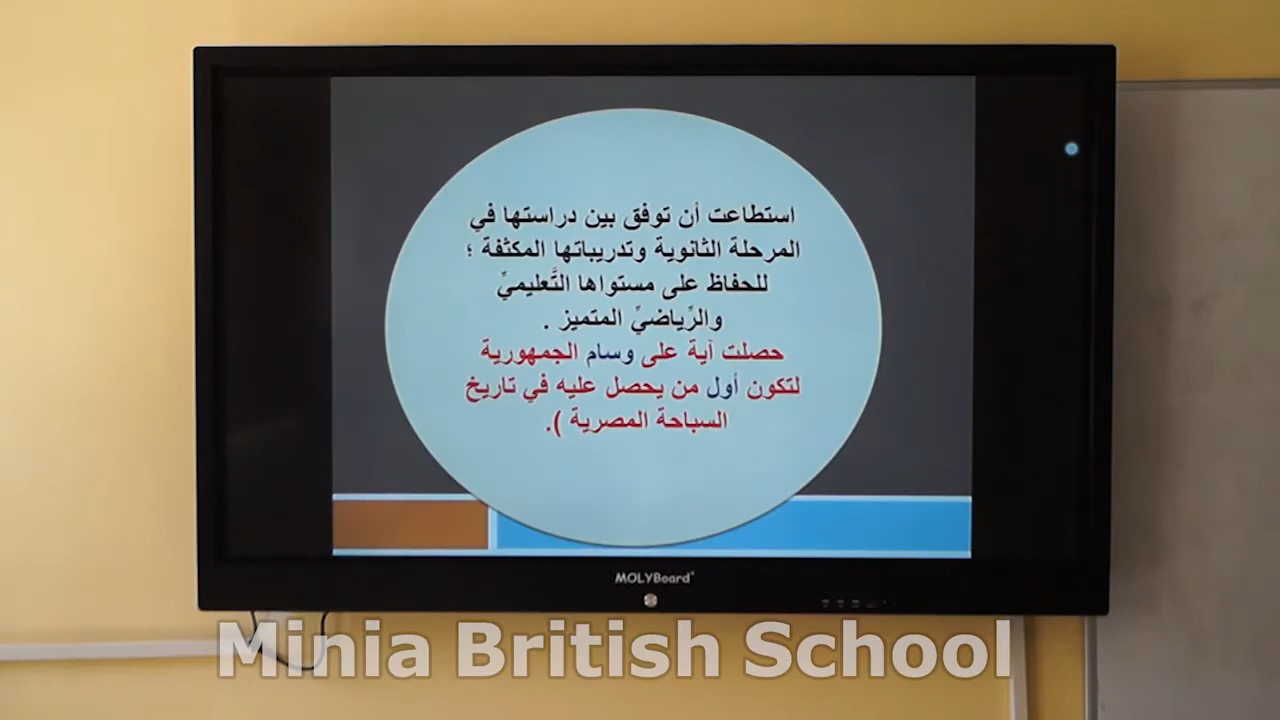 استطاعت أن توفق بين دراستها في
المرحلة الثانوية وتدريباتها المكثفة ؛
للحفاظ على مستواها التَّعليميِّ
والرِّياضيِّ المتميز .
حصلت آية على وسام الجمهورية
لتكون أول من يحصل عليه في تاريخ
السباحة المصرية ).
MOLYBoard
Minia British School